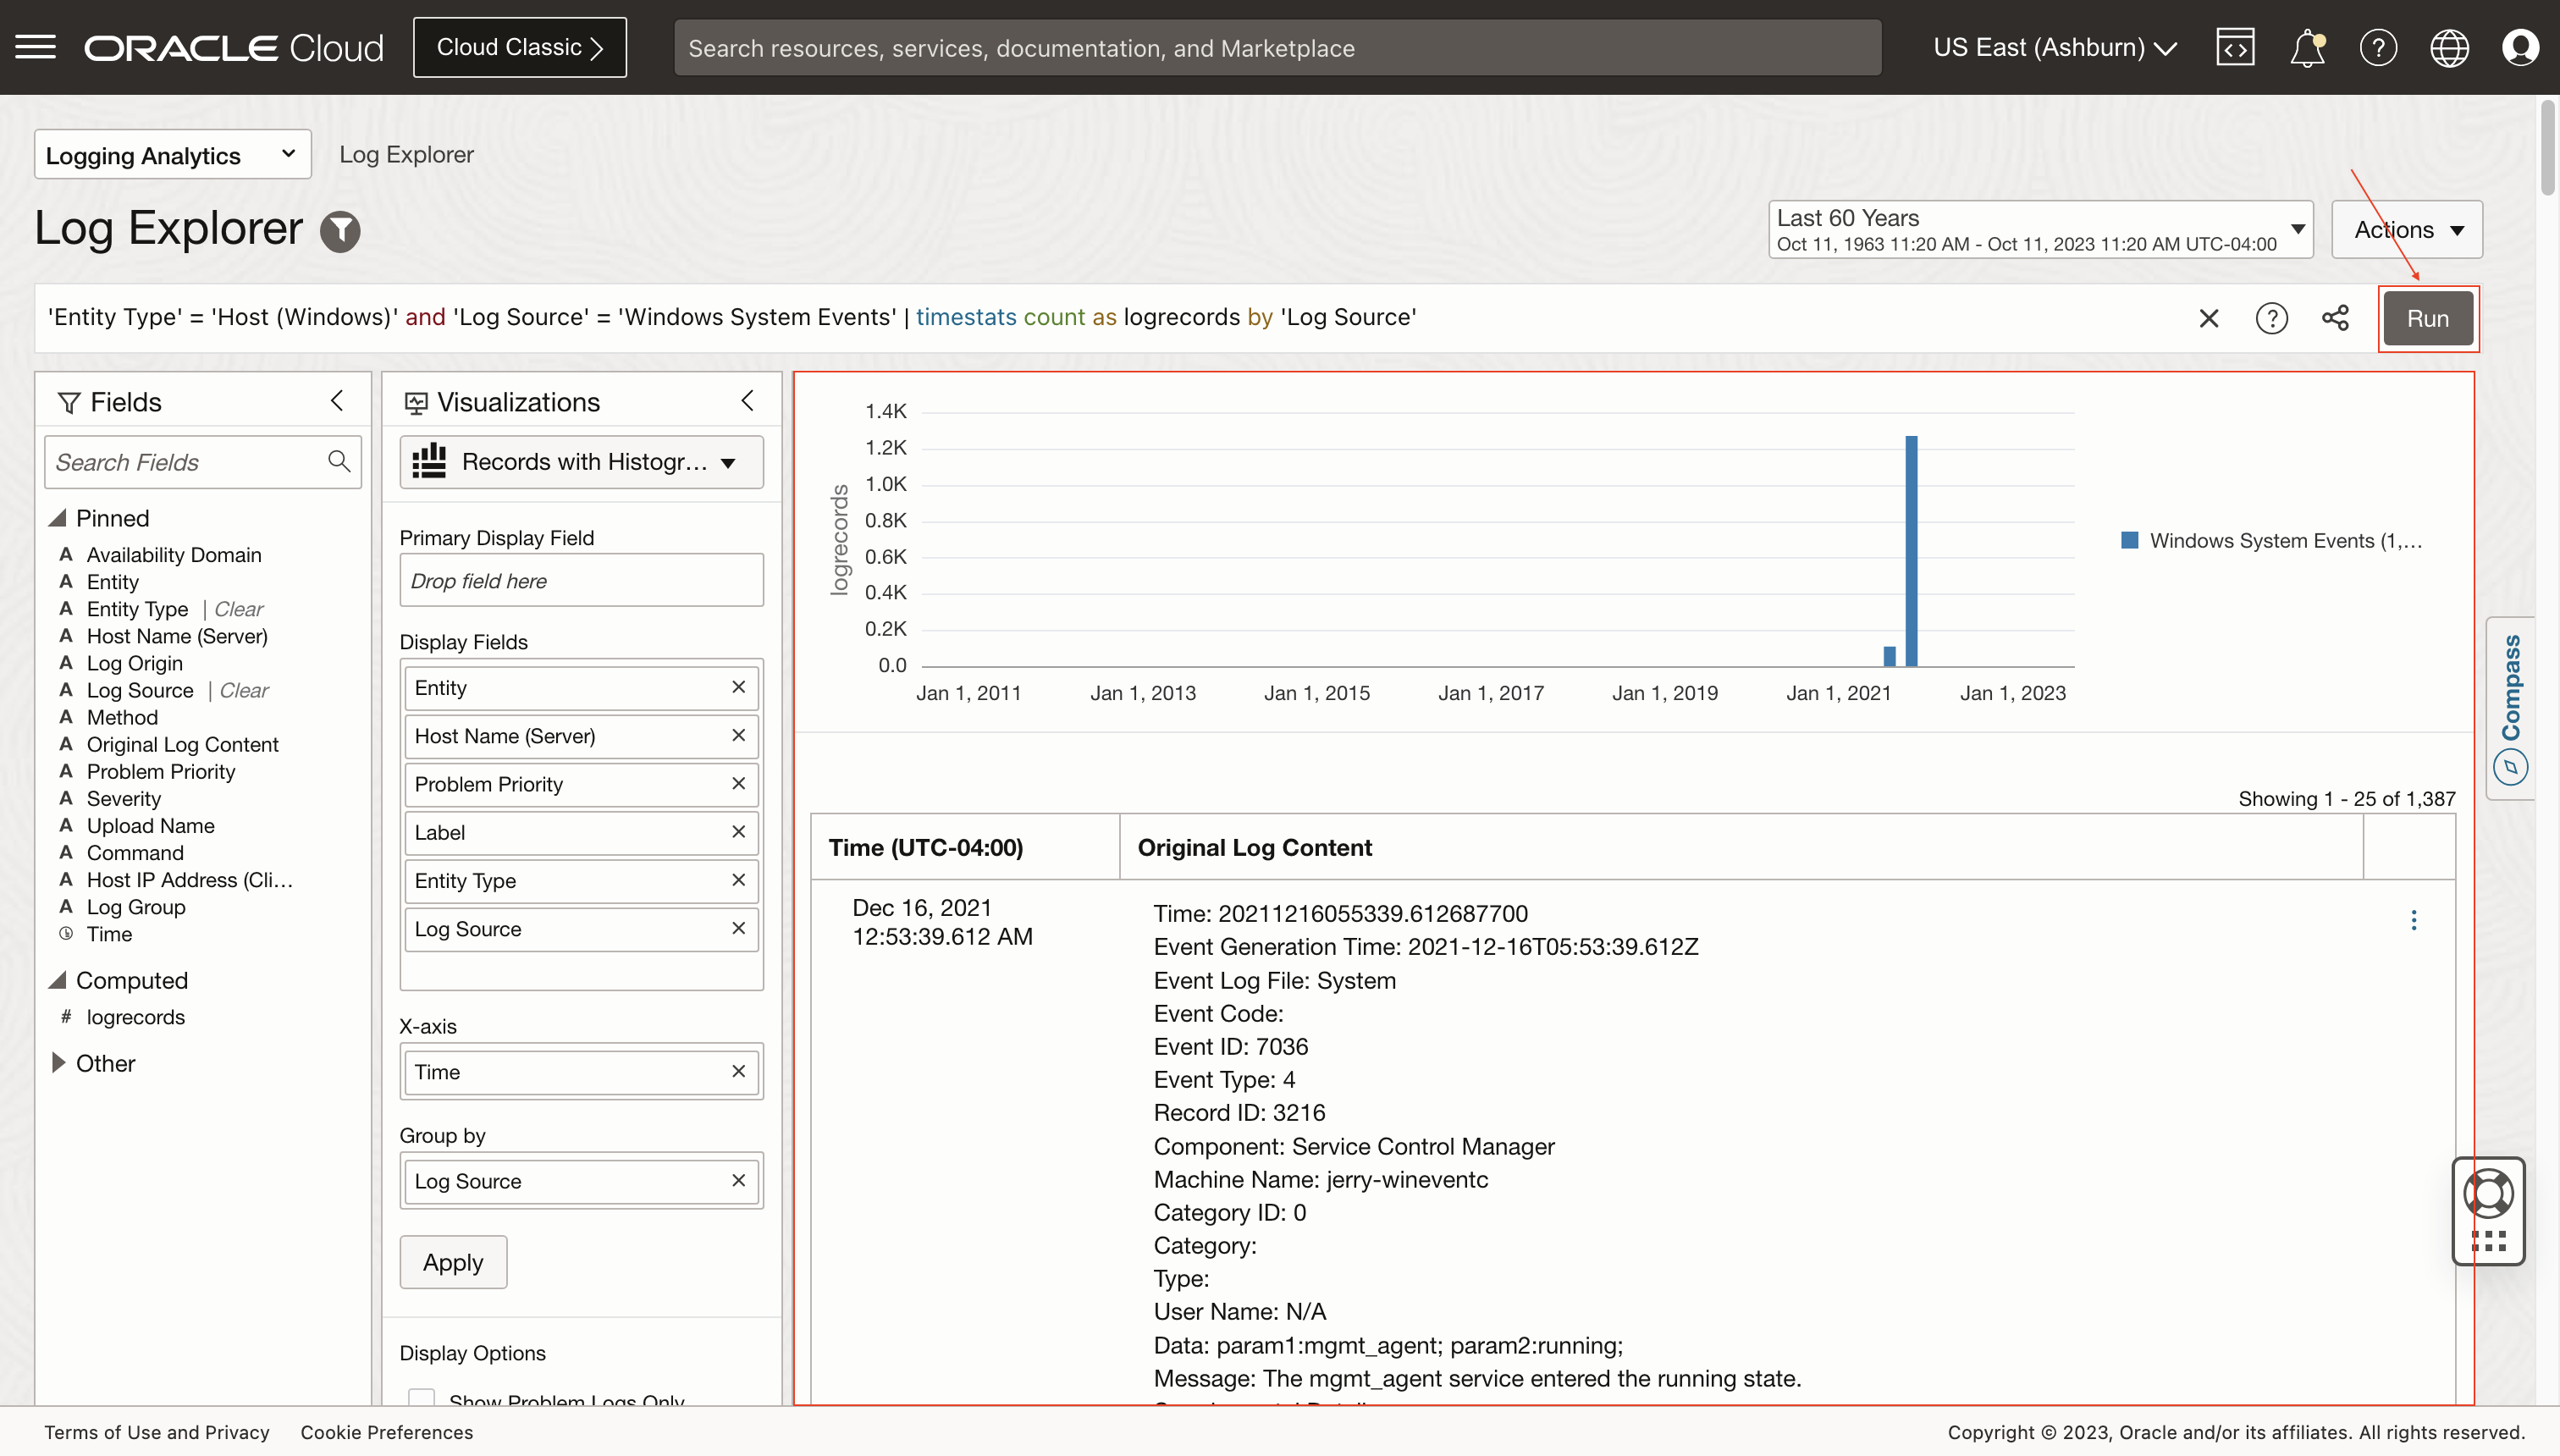 ORACLE Cloud
Cloud Classic
Search resources, services, documentation, and Marketplace
US East (Ashburn)
Logging Analytics
Log Explorer
Log Explorer
Last 60 Years
Oct 11, 1963 11:20 AM - Oct 11, 2023 11:20 AM UTC-04:00
Actions
'Entity Type' = 'Host (Windows)' and 'Log Source' = 'Windows System Events' | timestats count as logrecords by 'Log Source'
Run
Fields
Search Fields
Pinned
A Availability Domain
A Entity
A Entity Type | Clear
A Host Name (Server)
A Log Origin
A Log Source | Clear
A Method
A Original Log Content
A Problem Priority
A Severity
A Upload Name
A Command
A Host IP Address (Cli...
A Log Group
Time
Computed
# logrecords
Other
Visualizations
Records with Histogr...
Primary Display Field
Drop field here
Display Fields
Entity
Host Name (Server)
Problem Priority
Label
Entity Type
Log Source
X-axis
Time
Group by
Log Source
Apply
Display Options
Show Problem Logs Only
logrecords
1.4K
1.2K
1.0K
0.8K
0.6K
0.4K
0.2K
0.0
Jan 1, 2011
Jan 1, 2013
Jan 1, 2015
Jan 1, 2017
Jan 1, 2019
Jan 1, 2021
Jan 1, 2023
Windows System Events (1,...
Compass
Showing 1 - 25 of 1,387
Time (UTC-04:00)
Original Log Content
Dec 16, 2021
12:53:39.612 AM
Time: 20211216055339.612687700
Event Generation Time: 2021-12-16T05:53:39.612Z
Event Log File: System
Event Code:
Event ID: 7036
Event Type: 4
Record ID: 3216
Component: Service Control Manager
Machine Name: jerry-wineventc
Category ID: 0
Category:
Type:
User Name: N/A
Data: param1:mgmt_agent; param2:running;
Message: The mgmt_agent service entered the running state.
Terms of Use and Privacy
Cookie Preferences
Copyright © 2023, Oracle and/or its affiliates. All rights reserved.